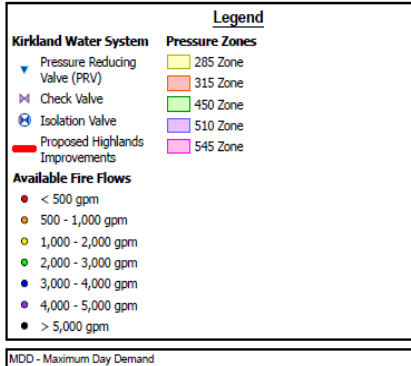 Legend
Kirkland Water System
Pressure Reducing
Valve (PRV)
Check Valve
Isolation Valve
Proposed Highlands
Improvements
Pressure Zones
285 Zone
315 Zone
450 Zone
510 Zone
545 Zone
Available Fire Flows
< 500 gpm
500 - 1,000 gpm
1,000 - 2,000 gpm
2,000 - 3,000 gpm
3,000 - 4,000 gpm
4,000 - 5,000 gpm
> 5,000 gpm
MDD - Maximum Day Demand